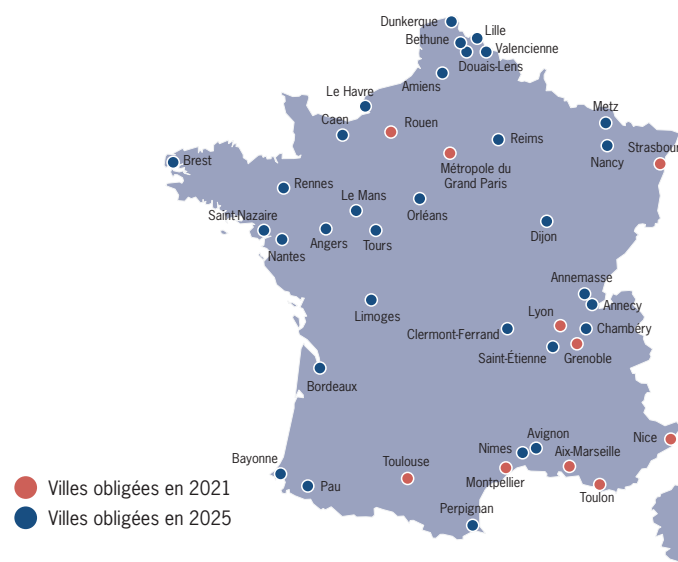 Dunkerque
Lille
Bethune
Valencienne
Douais-Lens
Amiens
Le Havre
Metz
Caen
Rouen
Reims
Strasbour
Brest
Métropole du
Grand Paris
Nancy
Rennes
Le Mans
Orléans
Saint-Nazaire
Angers
Tours
Dijon
Nantes
Annemasse
Annecy
Limoges
Lyon
Chambéry
Clermont-Ferrand
Saint-Étienne
Grenoble
Bordeaux
Avignon
Nice
Nimes
Aix-Marseille
Bayonne
Toulouse
Montpellier
Pau
Toulon
Perpignan
Villes obligées en 2021
Villes obligées en 2025